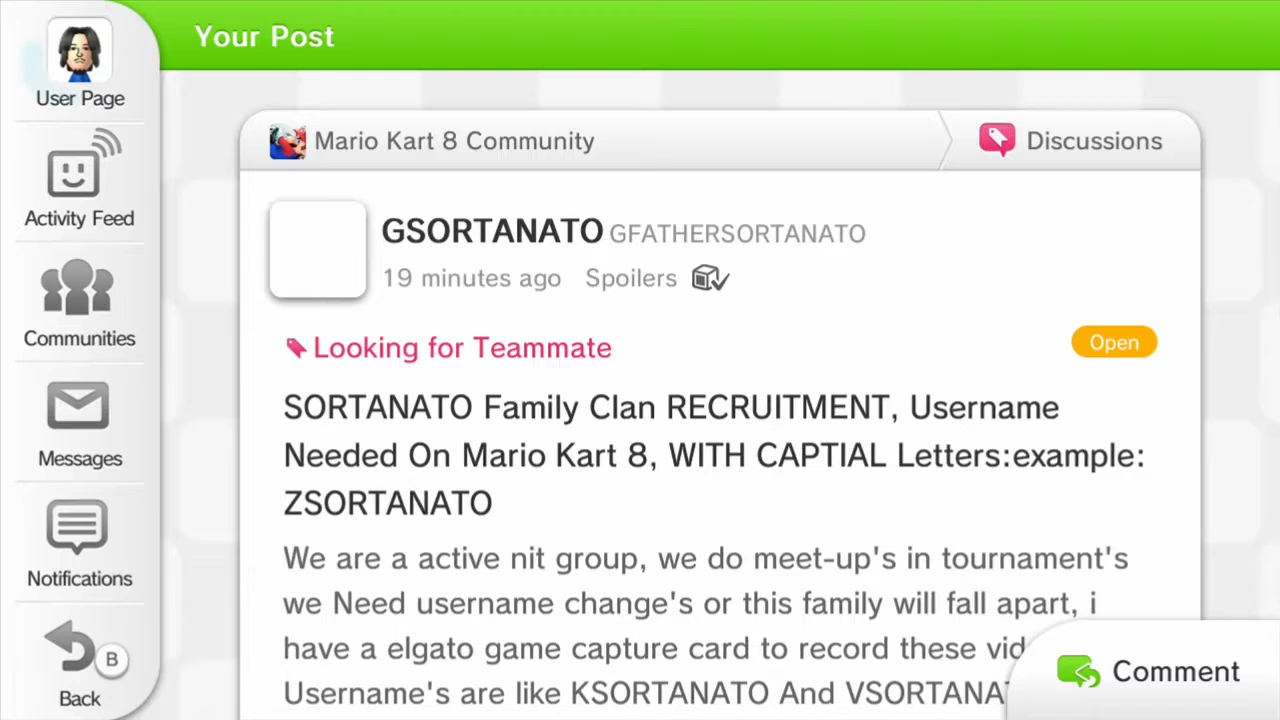 Your Post
User Page
Activity Feed
Communities
Messages
Notifications
B
Back
Mario Kart 8 Community
Discussions
GSORTANATO GFATHERSORTANATO
19 minutes ago Spoilers
Looking for Teammate
Open
SORTANATO Family Clan RECRUITMENT, Username
Needed On Mario Kart 8, WITH CAPTIAL Letters:example:
ZSORTANATO
We are a active nit group, we do meet-up's in tournament's
we Need username change's or this family will fall apart, i
have a elgato game capture card to record these
Username's are like KSORTANATO And
Comment